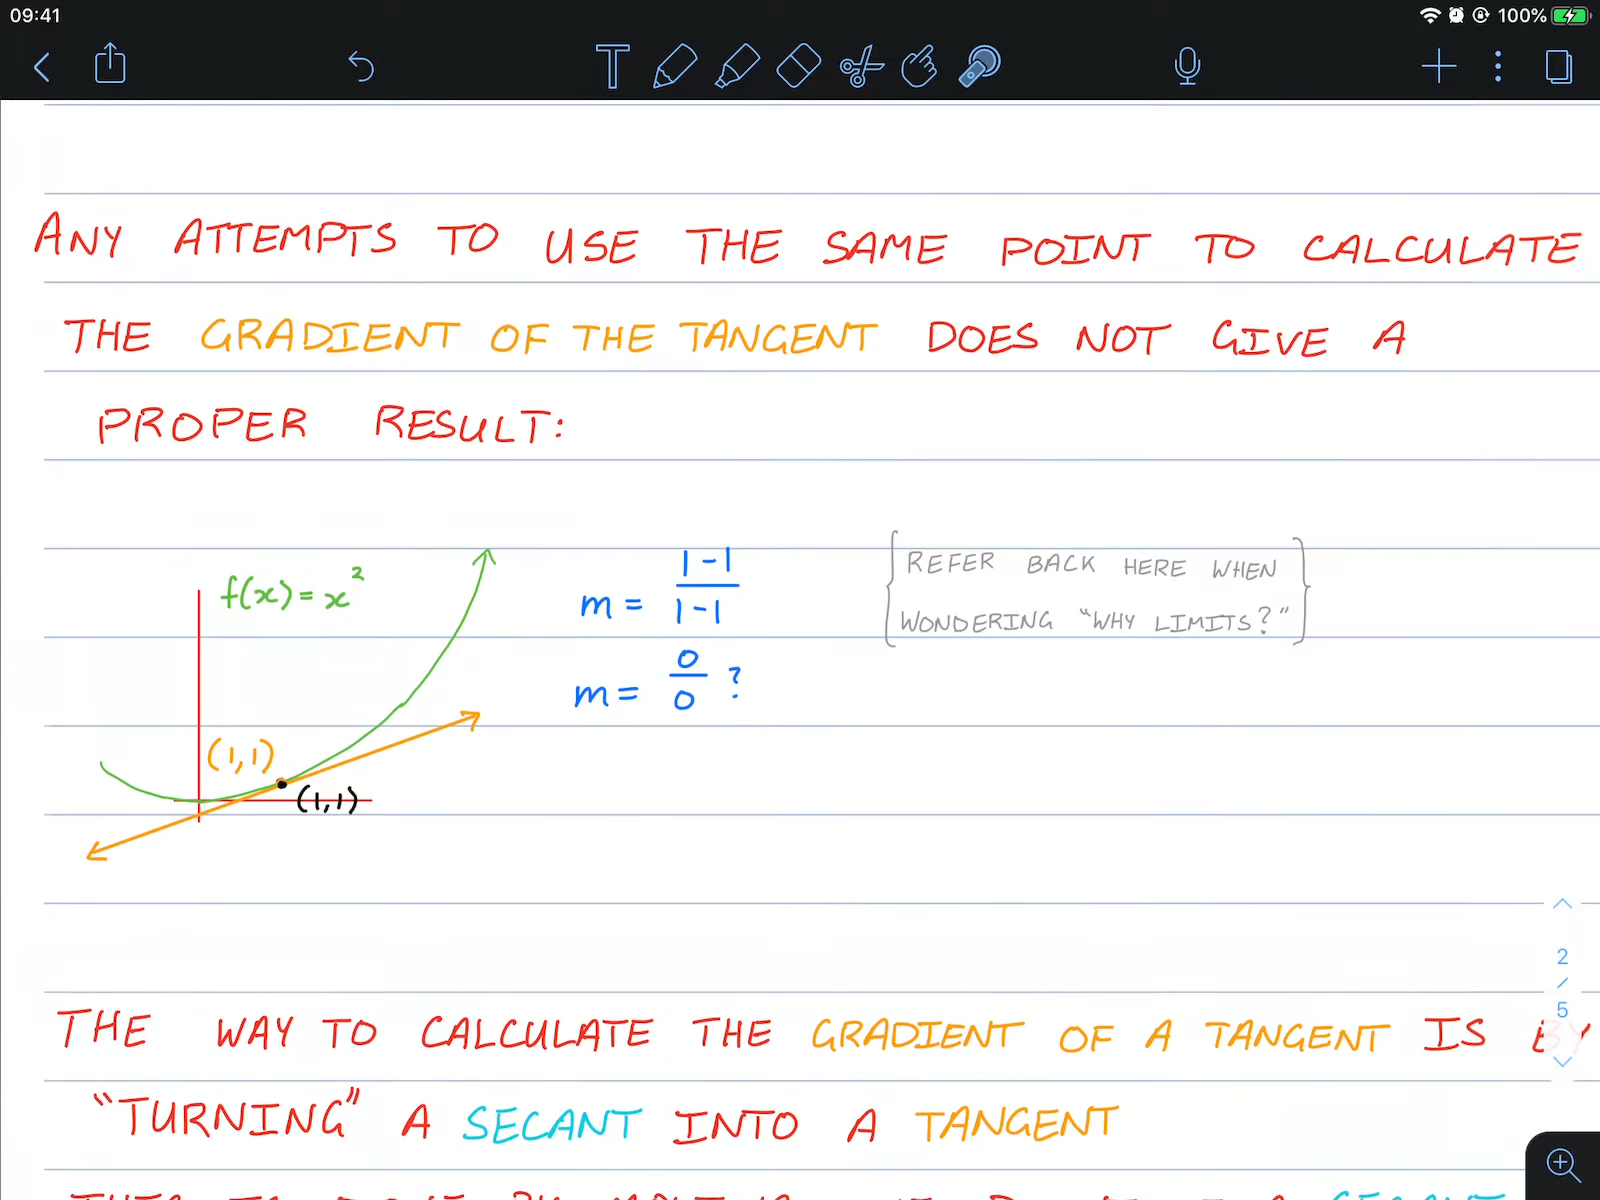 09:41
100%
ANY ATTEMPTS TO USE THE SAME POINT TO CALCULATE
THE GRADIENT OF THE TANGENT DOES NOT GIVE A
PROPER RESULT:
f(x)=x²
m = 1-1 / 1-1
m = 0/0 ?
{REFER BACK HERE WHEN
WONDERING "WHY LIMITS?"}
(1,1)
(1,1)
2
/
5
THE WAY TO CALCULATE THE GRADIENT OF A TANGENT IS BY
"TURNING" A SECANT INTO A TANGENT